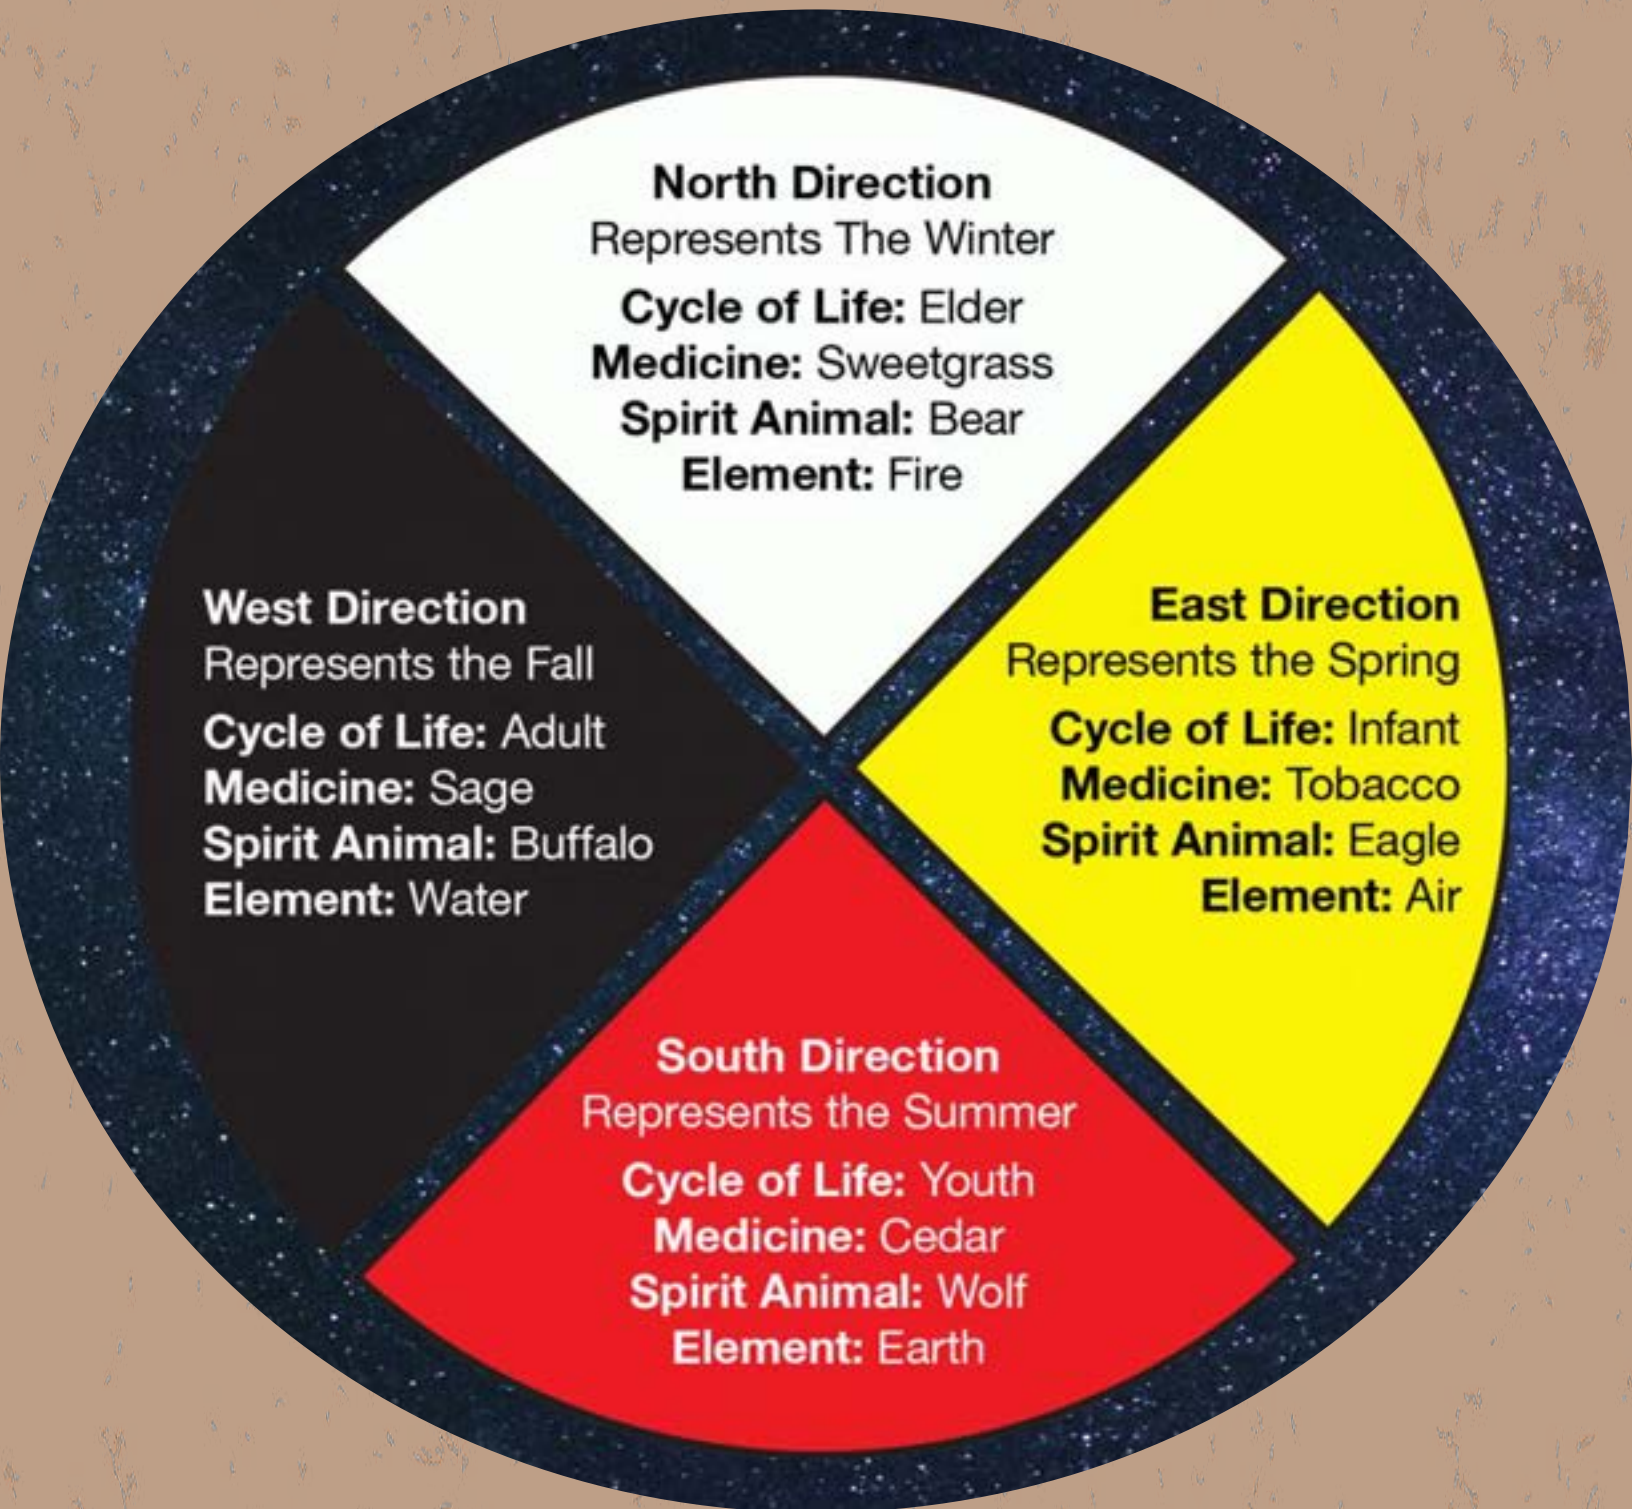 North Direction
Represents The Winter
Cycle of Life: Elder
Medicine: Sweetgrass
Spirit Animal: Bear
Element: Fire
West Direction
Represents the Fall
Cycle of Life: Adult
Medicine: Sage
Spirit Animal: Buffalo
Element: Water
East Direction
Represents the Spring
Cycle of Life: Infant
Medicine: Tobacco
Spirit Animal: Eagle
Element: Air
South Direction
Represents the Summer
Cycle of Life: Youth
Medicine: Cedar
Spirit Animal: Wolf
Element: Earth